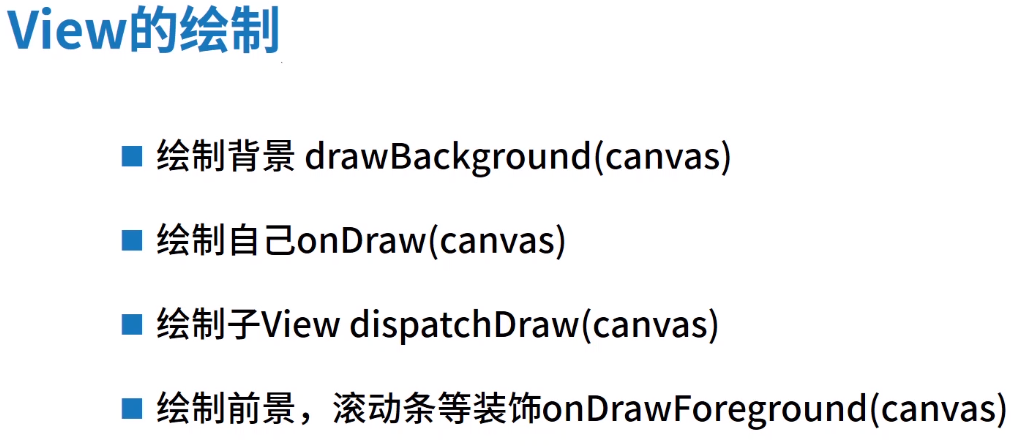 View的绘制
绘制背景 drawBackground(canvas)
绘制自己onDraw(canvas)
绘制子View dispatchDraw(canvas)
绘制前景，滚动条等装饰onDrawForeground(canvas)